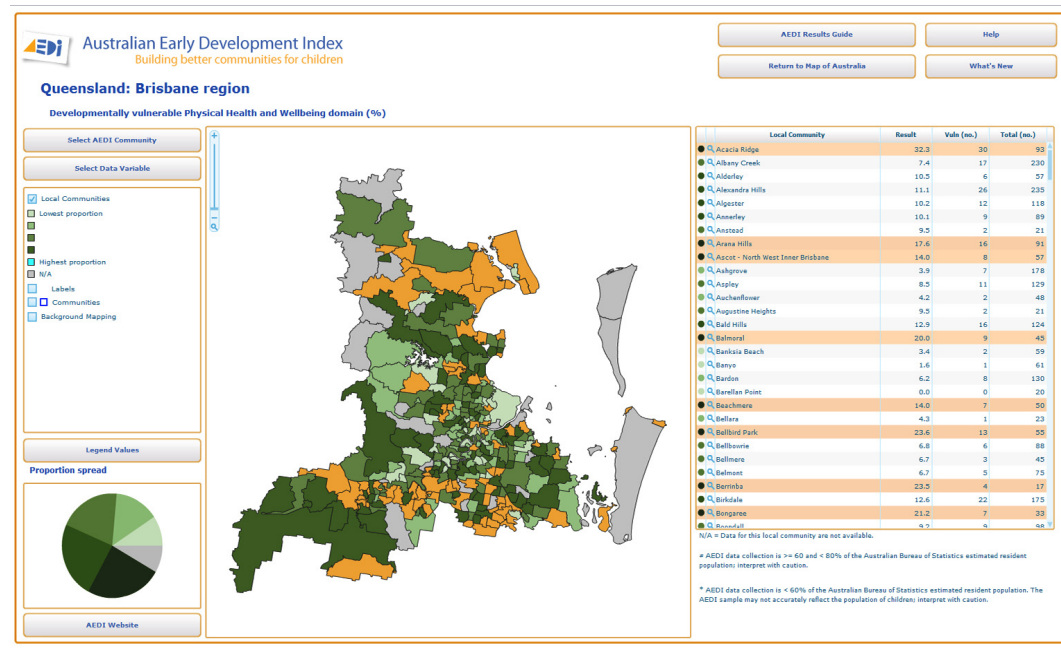 AEDi
Australian Early Development Index
Building better communities for children
AEDI Results Guide
Help
Return to Map of Australia
What's New
Queensland: Brisbane region
Developmentally vulnerable Physical Health and Wellbeing domain (%)
Select AEDI Community
Select Data Variable
Local Communities
Lowest proportion
Highest proportion
N/A
Labels
Communities
Background Mapping
Legend Values
Proportion spread
AEDI Website
Local Community Result Vuln (no.) Total (no.)
Acacia Ridge 32.3 30 93
Albany Creek 7.4 17 230
Alderley 10.5 6 57
Alexandra Hills 11.1 26 235
Algester 10.2 12 118
Annerley 10.1 9 89
Anstead 9.5 2 21
Arana Hills 17.6 16 91
Ascot - North West Inner Brisbane 14.0 8 57
Ashgrove 3.9 7 178
Aspley 8.5 11 129
Auchenflower 4.2 2 48
Augustine Heights 9.5 2 21
Bald Hills 12.9 16 124
Balmoral 20.0 9 45
Banksia Beach 3.4 2 59
Banyo 1.6 1 61
Bardon 6.2 8 130
Barellan Point 0.0 0 20
Beachmere 14.0 7 50
Bellara 4.3 1 23
Bellbird Park 23.6 13 55
Bellbowrie 6.8 6 88
Bellmere 6.7 3 45
Belmont 6.7 5 75
Berrinba 23.5 4 17
Birkdale 12.6 22 175
Bongaree 21.2 7 33
Boondall 9.2 9 98
N/A = Data for this local community are not available.
≠ AEDI data collection is >= 60 and < 80% of the Australian Bureau of Statistics estimated resident
population; interpret with caution.
* AEDI data collection is < 60% of the Australian Bureau of Statistics estimated resident population. The
AEDI sample may not accurately reflect the population of children; interpret with caution.